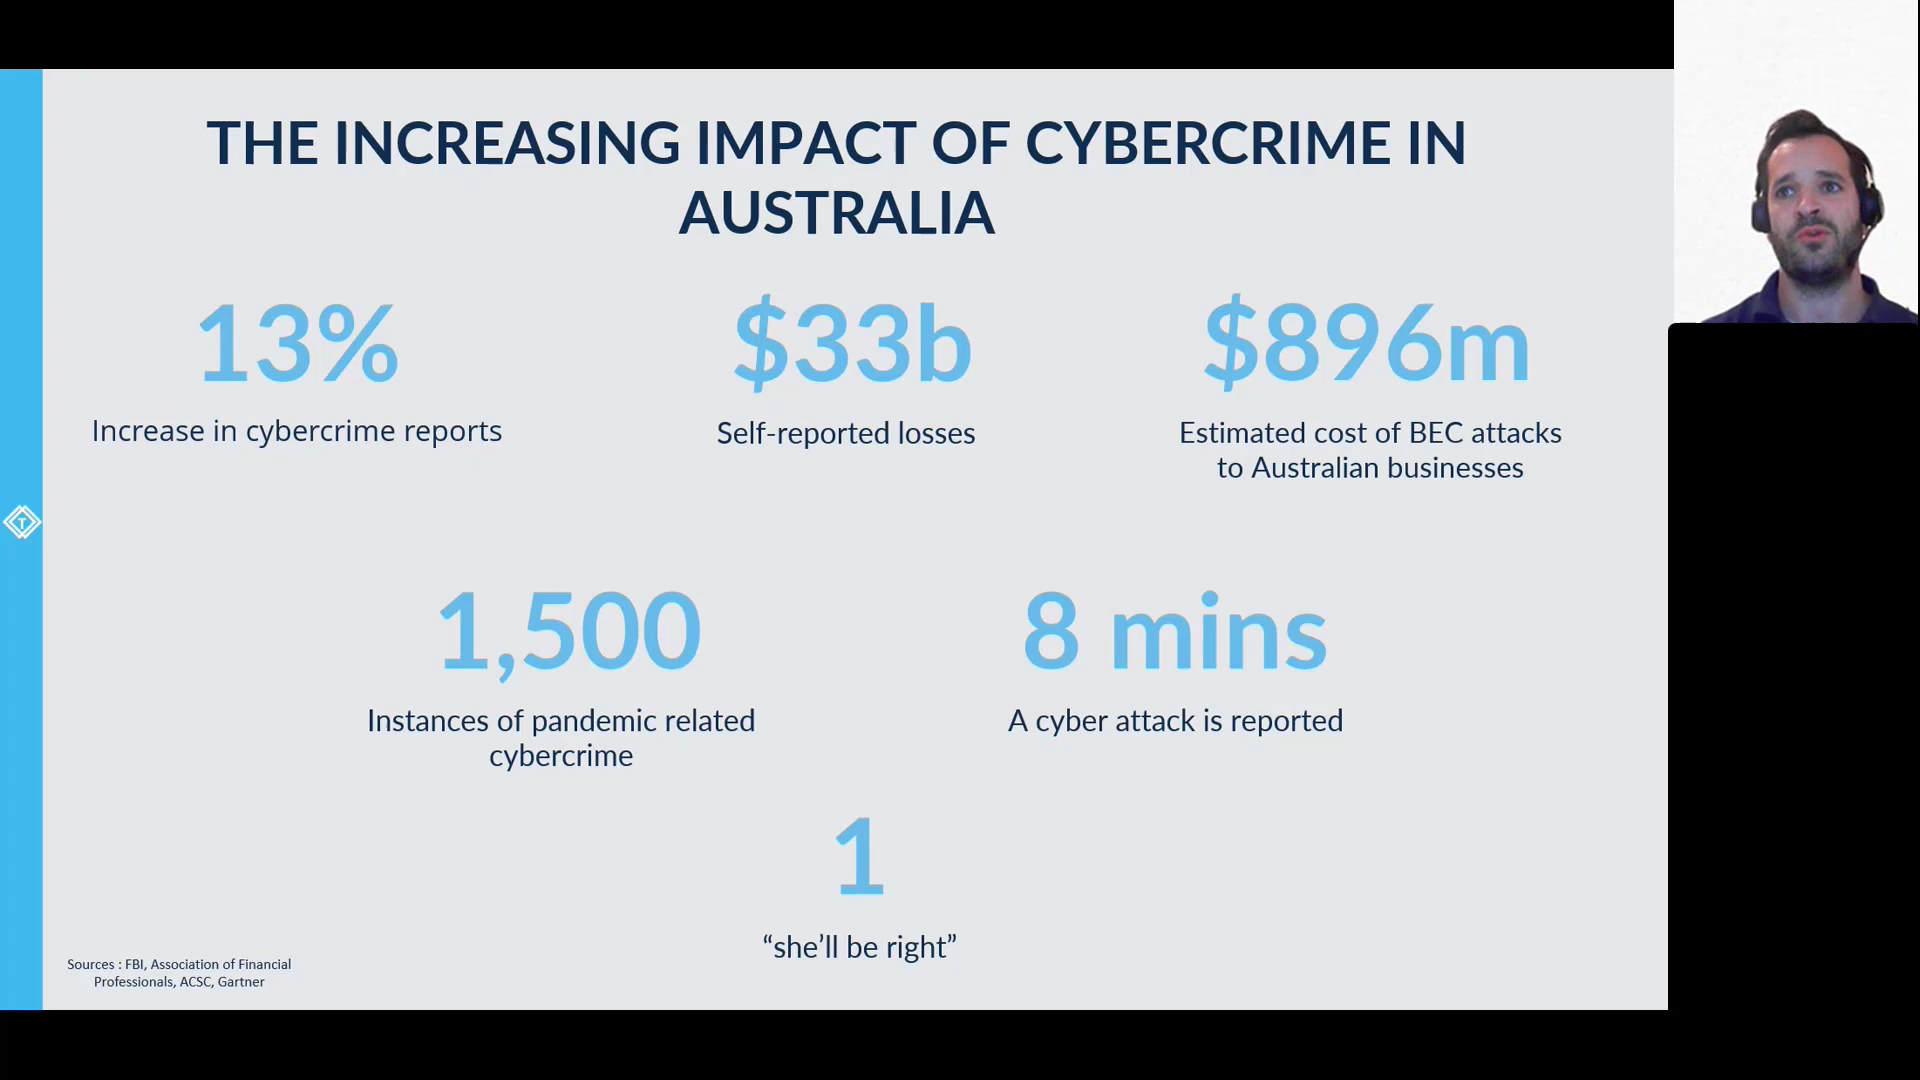 THE INCREASING IMPACT OF CYBERCRIME IN
AUSTRALIA
13%
Increase in cybercrime reports
$33b
Self-reported losses
$896m
Estimated cost of BEC attacks
to Australian businesses
1,500
Instances of pandemic related
cybercrime
8 mins
A cyber attack is reported
1
“she’ll be right”
Sources : FBI, Association of Financial
Professionals, ACSC, Gartner
T